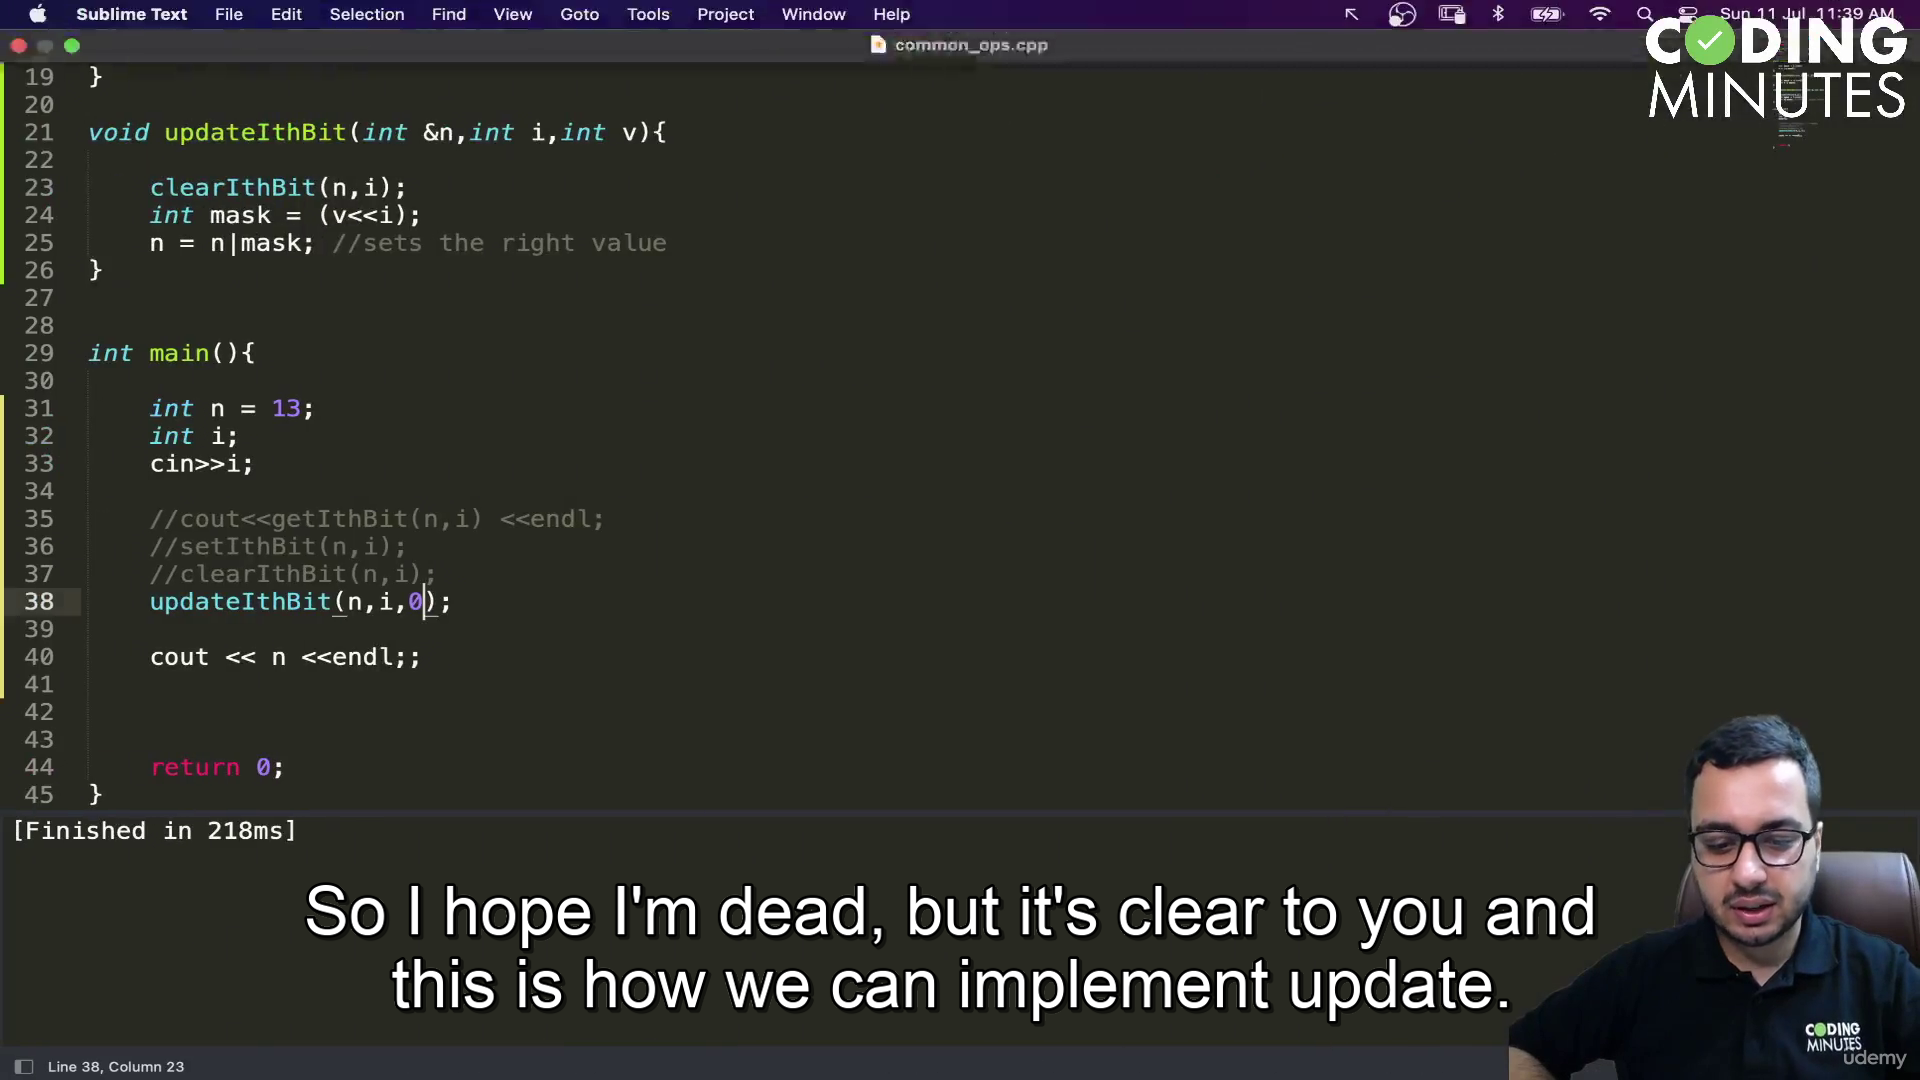 Sublime Text File Edit Selection Find View Goto Tools Project Window Help Sun 11 Jul 11:39 AM
common_ops.cpp
CODING
MINUTES
19 }
20
21 void updateIthBit(int &n,int i,int v){
22
23 clearIthBit(n,i);
24 int mask = (v<<i);
25 n = n|mask; //sets the right value
26 }
27
28
29 int main(){
30
31 int n = 13;
32 int i;
33 cin>>i;
34
35 //cout<<getIthBit(n,i) <<endl;
36 //setIthBit(n,i);
37 //clearIthBit(n,i);
38 updateIthBit(n,i,0);
39
40 cout << n <<endl;;
41
42
43
44 return 0;
45 }
[Finished in 218ms]
So I hope I'm dead, but it's clear to you and
this is how we can implement update.
CODING
MINUTES
udemy
Line 38, Column 23